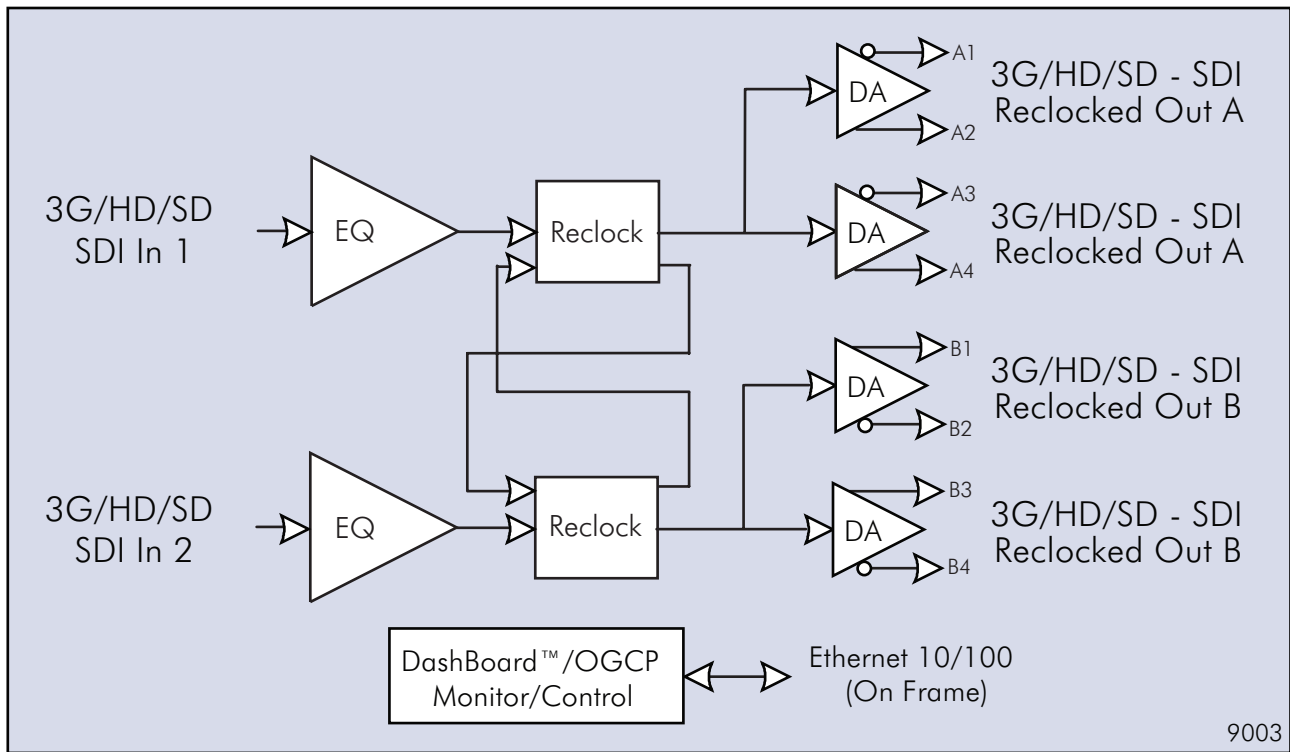 3G/HD/SD
SDI In 1
EQ
Reclock
DA
A1
A2
3G/HD/SD - SDI
Reclocked Out A
DA
A3
A4
3G/HD/SD - SDI
Reclocked Out A
DA
B1
B2
3G/HD/SD - SDI
Reclocked Out B
3G/HD/SD
SDI In 2
EQ
Reclock
DA
B3
B4
3G/HD/SD - SDI
Reclocked Out B
DashBoard™/OGCP
Monitor/Control
Ethernet 10/100
(On Frame)
9003